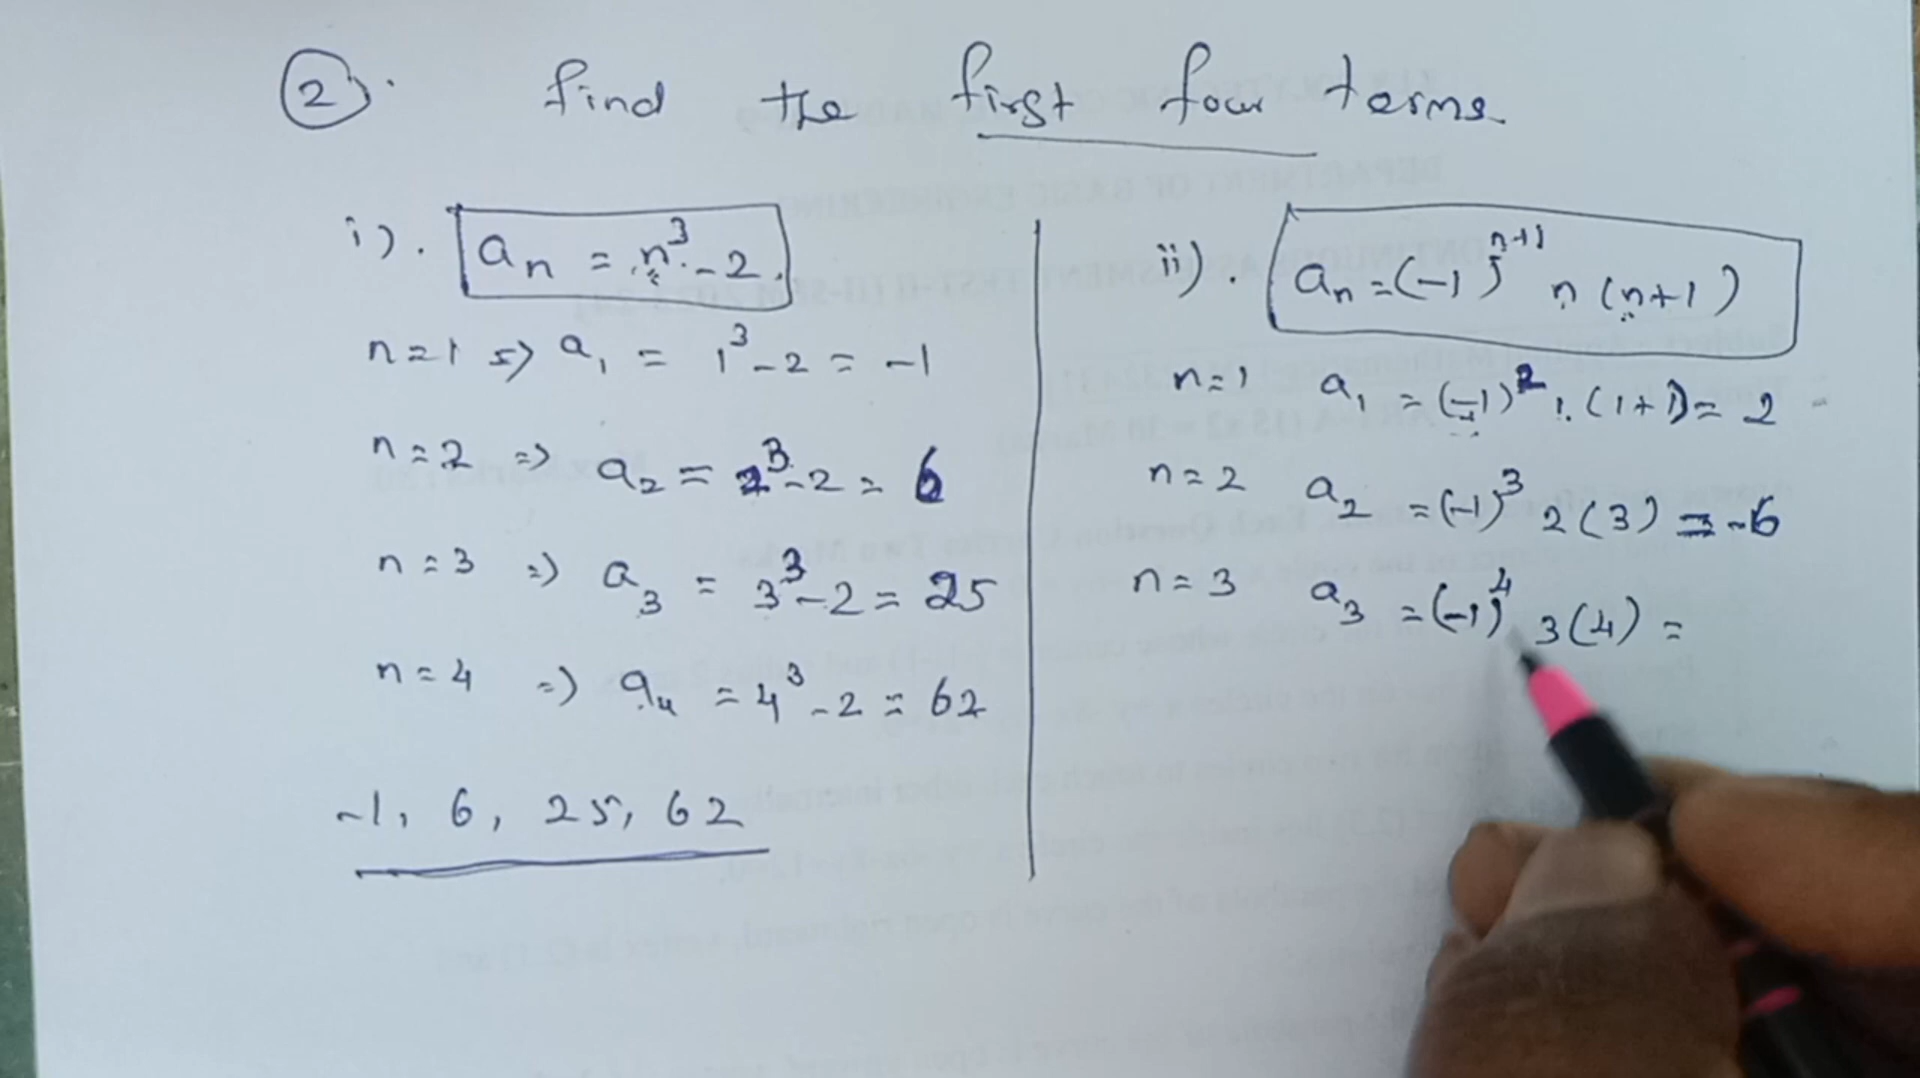 2). find the first four terms.
i). aₙ = n³ - 2
n=1 => a₁ = 1³ - 2 = -1
n=2 => a₂ = 2³ - 2 = 6
n=3 => a₃ = 3³ - 2 = 25
n=4 => a₄ = 4³ - 2 = 62
-1, 6, 25, 62
ii). aₙ = (-1)ⁿ⁺¹ n (n+1)
n=1 a₁ = (-1)² 1. (1+1) = 2
n=2 a₂ = (-1)³ 2(3) = -6
n=3 a₃ = (-1)⁴ 3(4) =